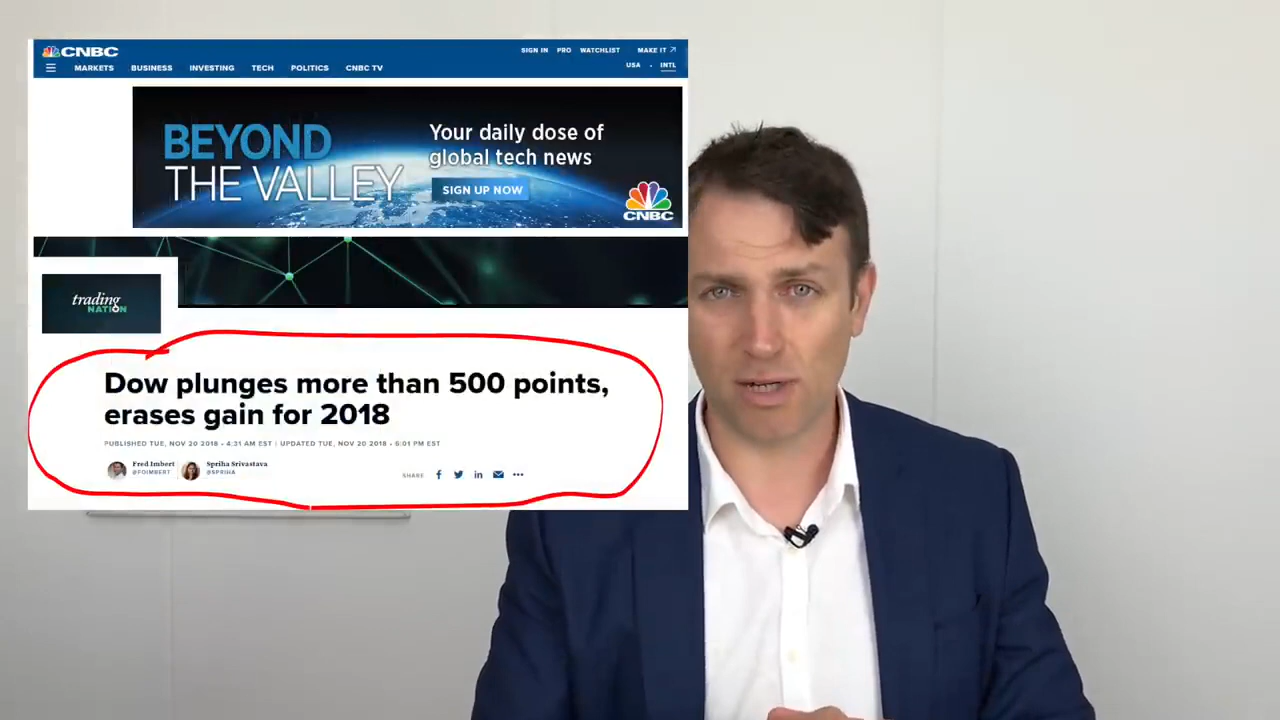 CNBC
SIGN IN PRO WATCHLIST MAKE IT
MARKETS BUSINESS INVESTING TECH POLITICS CNBC TV
USA • INTL
BEYOND
THE VALLEY
Your daily dose of
global tech news
SIGN UP NOW
CNBC
trading
NATION
Dow plunges more than 500 points,
erases gain for 2018
PUBLISHED TUE, NOV 20 2018 • 4:31 AM EST | UPDATED TUE, NOV 20 2018 • 6:01 PM EST
Fred Imbert
@FOIMBERT
Spriha Srivastava
@SPRIHA
SHARE